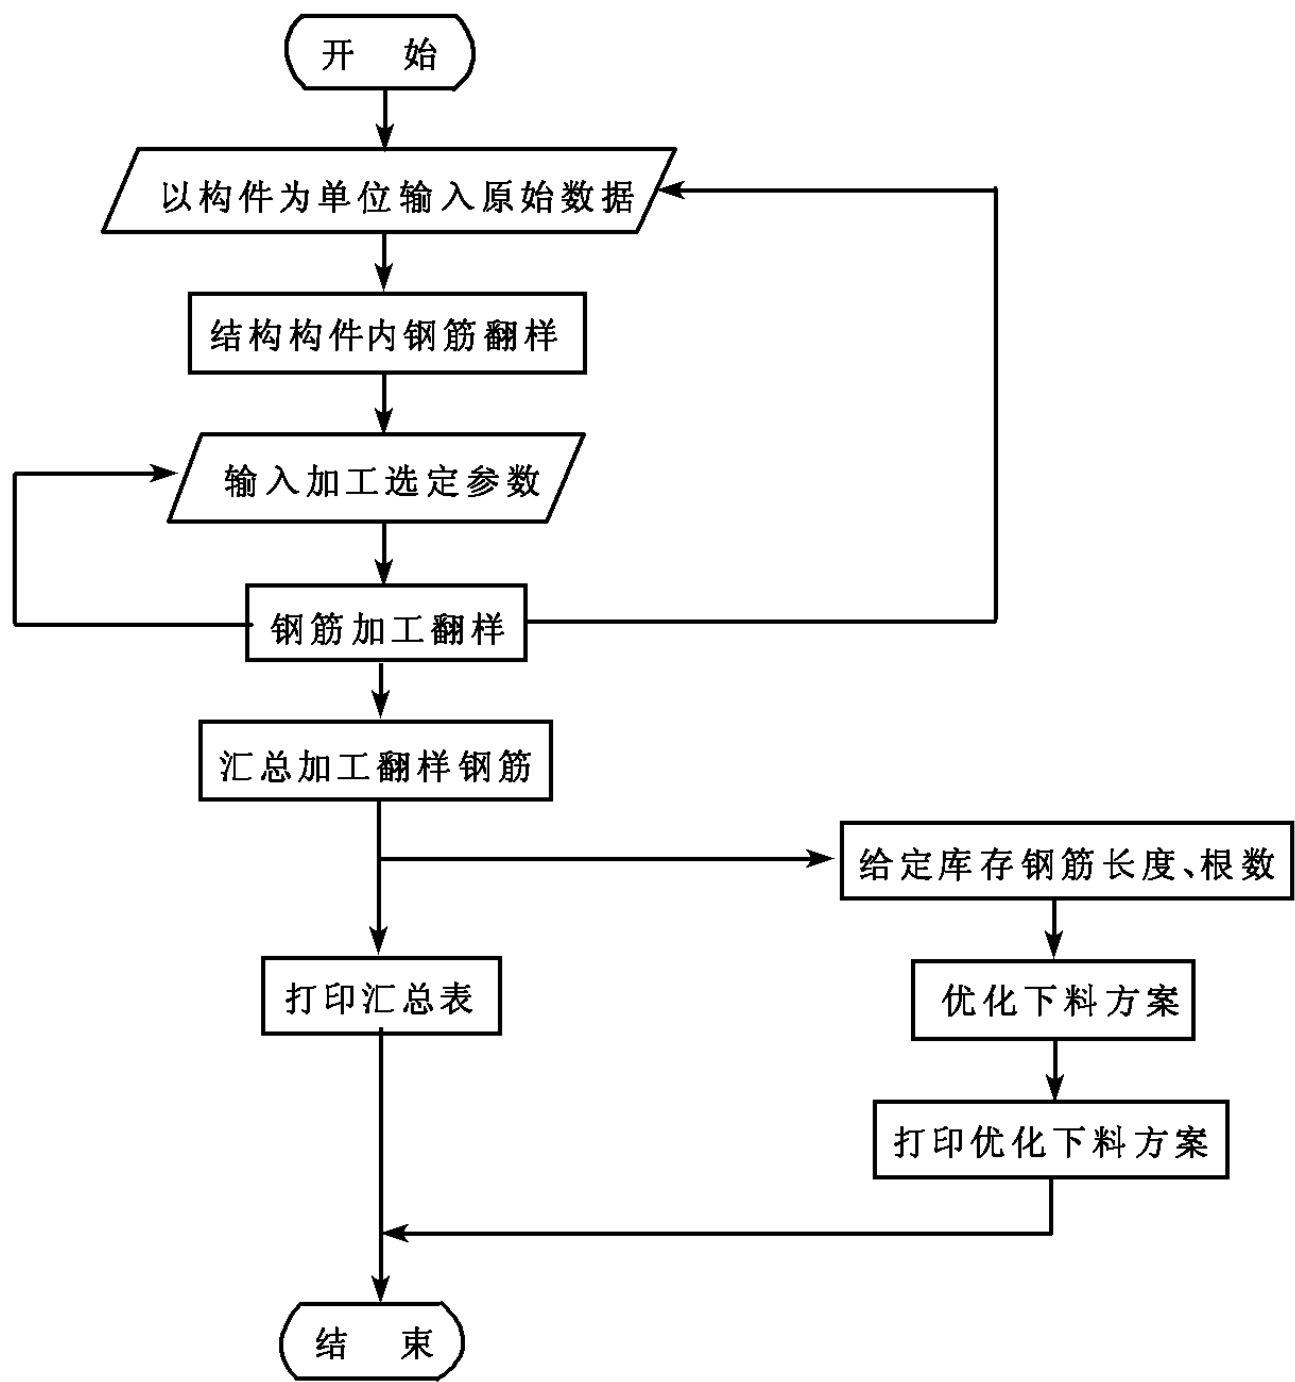 开 始
以构件为单位输入原始数据
结构构件内钢筋翻样
输入加工选定参数
钢筋加工翻样
汇总加工翻样钢筋
给定库存钢筋长度、根数
打印汇总表
优化下料方案
打印优化下料方案
结 束